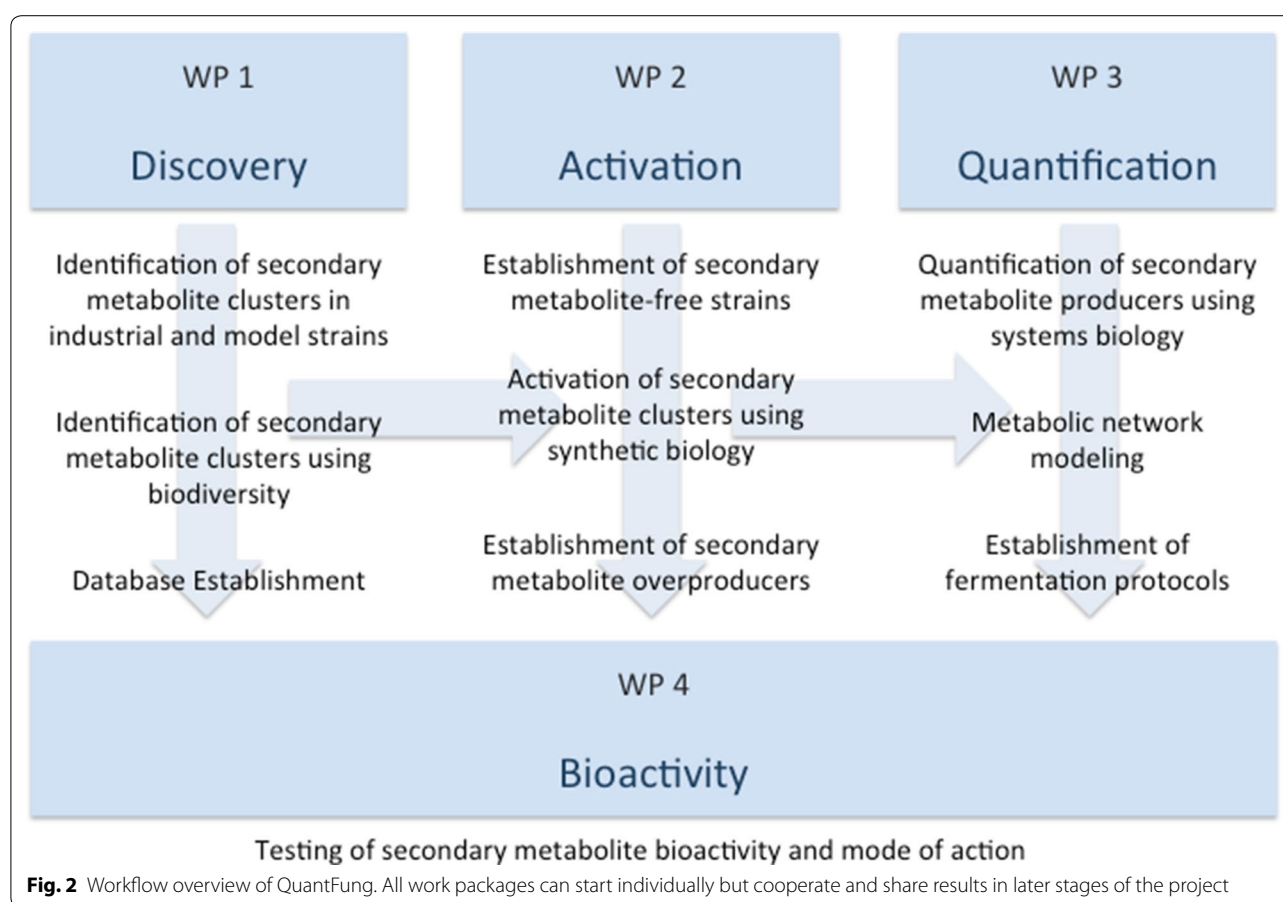 WP 1
Discovery
Identification of secondary
metabolite clusters in
industrial and model strains
Identification of secondary
metabolite clusters using
biodiversity
Database Establishment
WP 2
Activation
Establishment of secondary
metabolite-free strains
Activation of secondary
metabolite clusters using
synthetic biology
Establishment of secondary
metabolite overproducers
WP 3
Quantification
Quantification of secondary
metabolite producers using
systems biology
Metabolic network
modeling
Establishment of
fermentation protocols
WP 4
Bioactivity
Testing of secondary metabolite bioactivity and mode of action
Fig. 2 Workflow overview of QuantFung. All work packages can start individually but cooperate and share results in later stages of the project